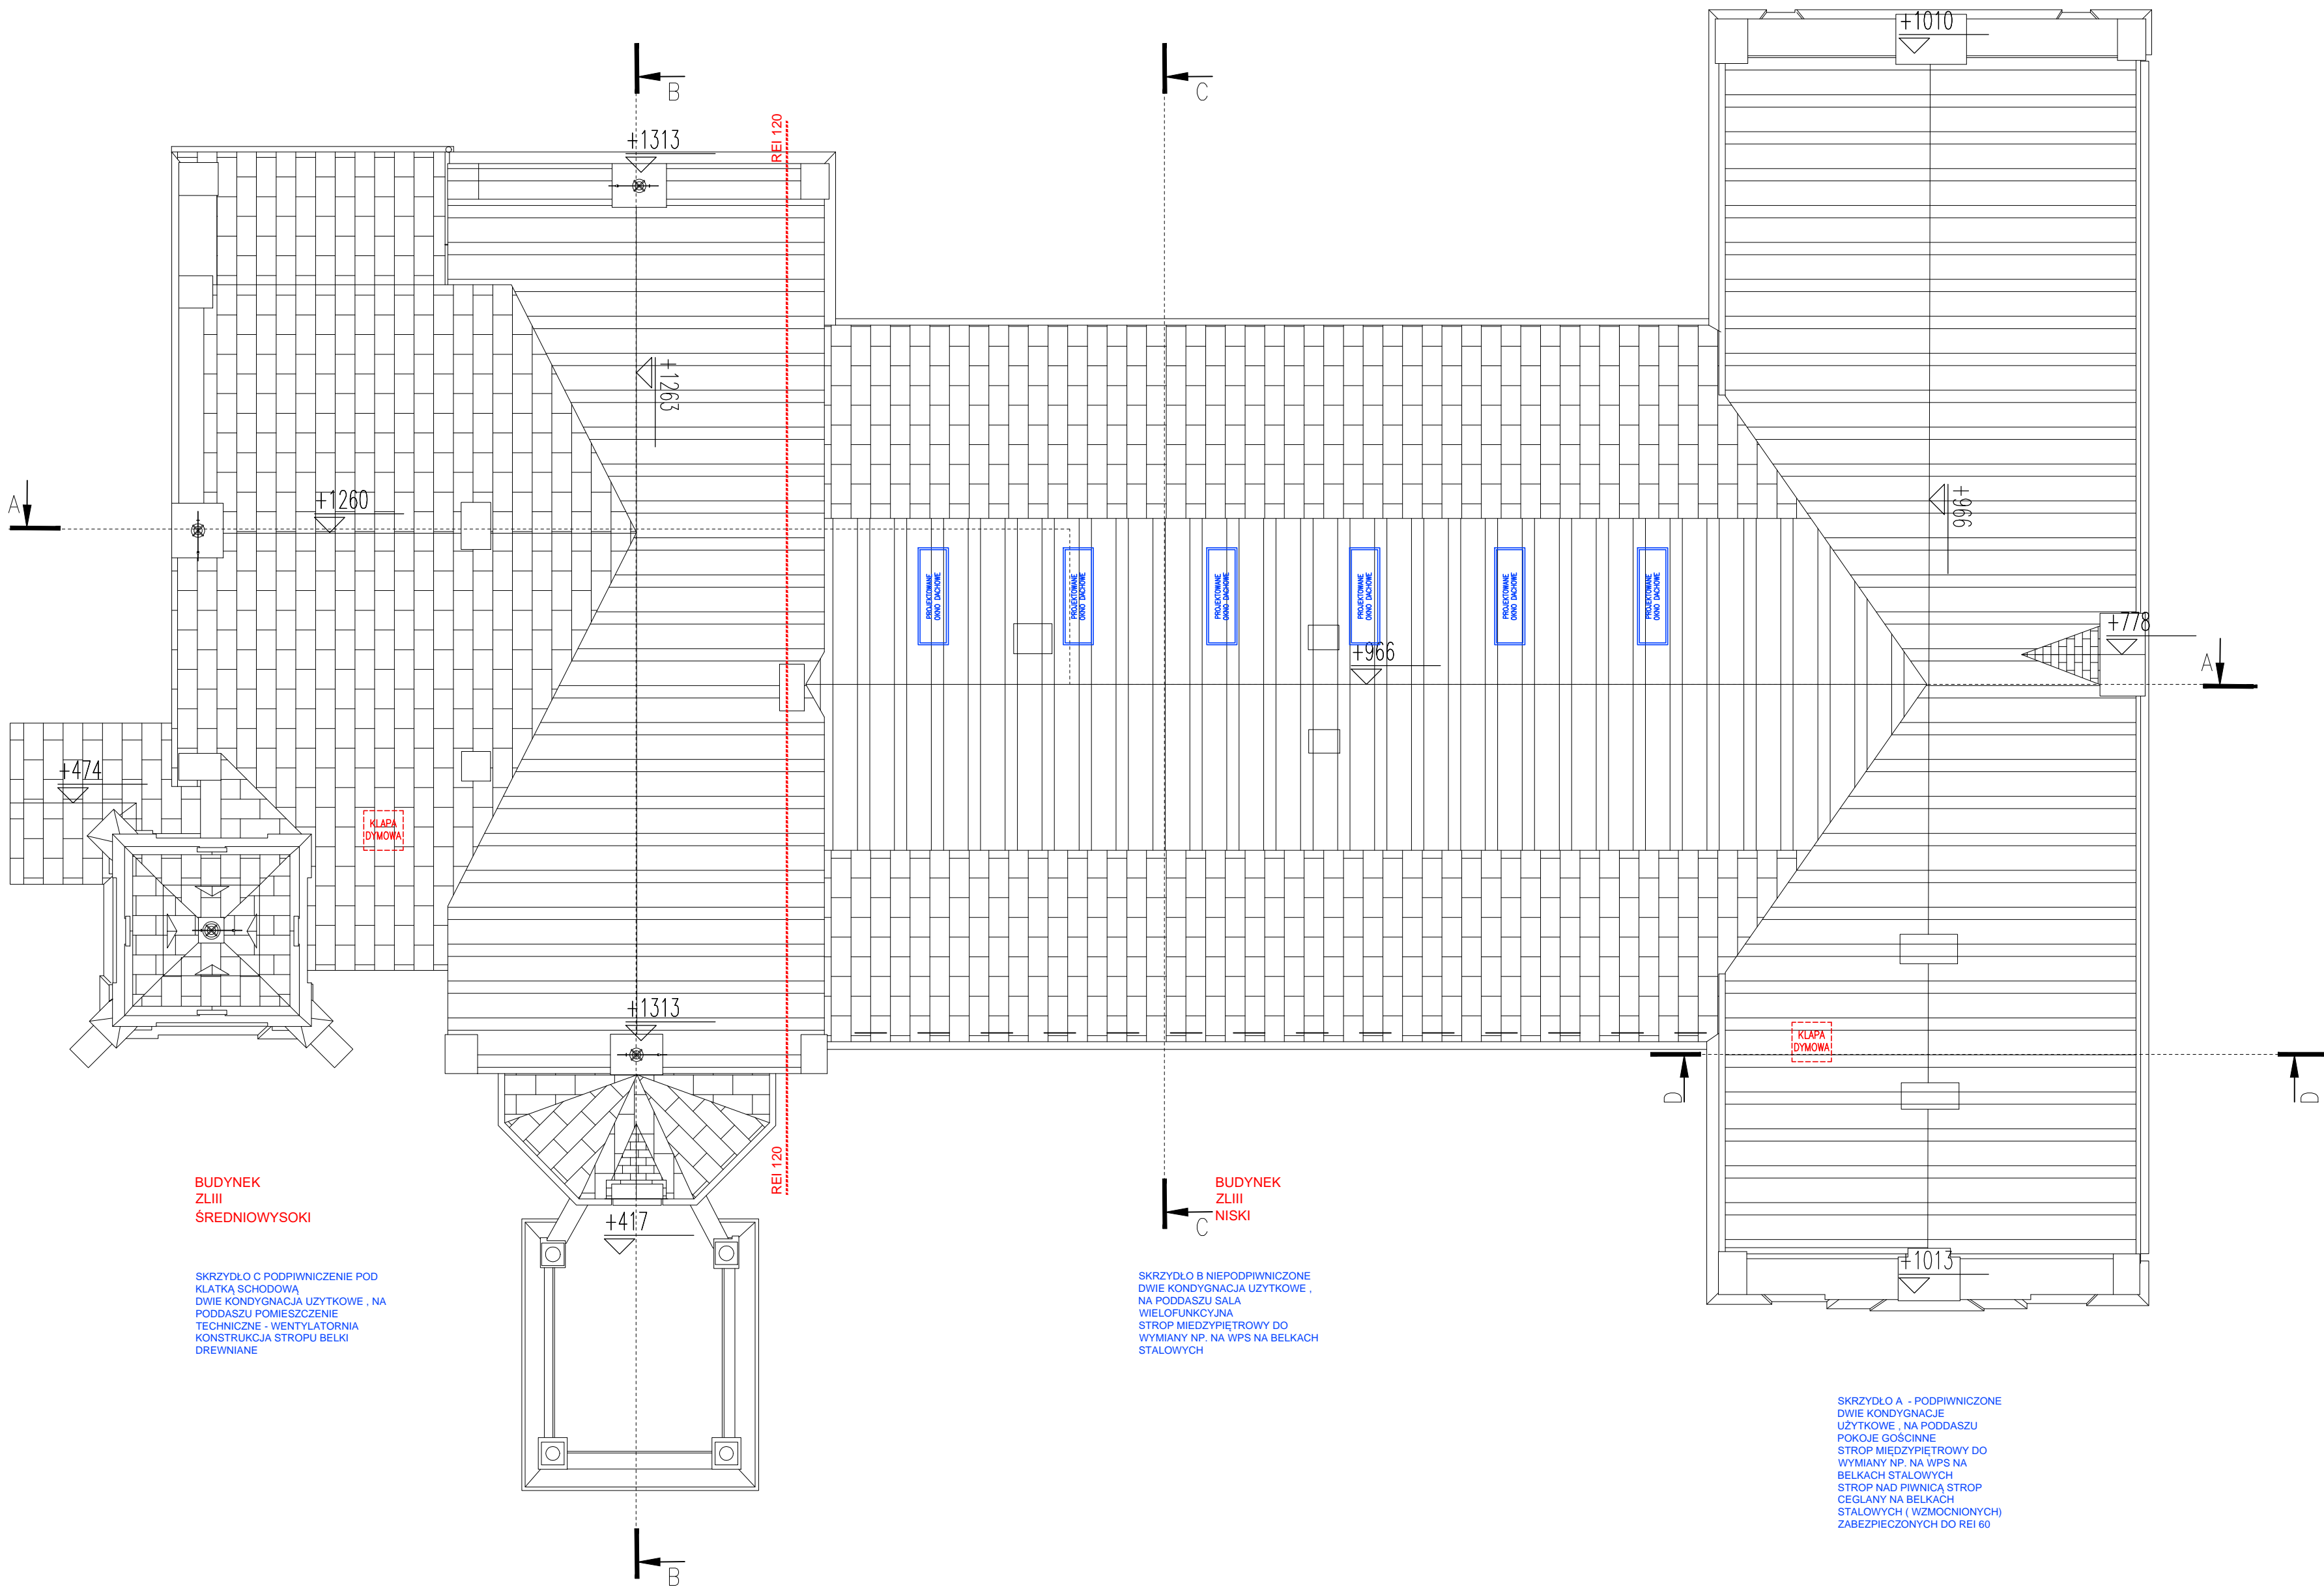 +1010
B
C
REI 120
+1313
+1263
A
+1260
+966
PROJEKTOWANE
OKNO DACHOWE
PROJEKTOWANE
OKNO DACHOWE
PROJEKTOWANE
OKNO DACHOWE
PROJEKTOWANE
OKNO DACHOWE
PROJEKTOWANE
OKNO DACHOWE
PROJEKTOWANE
OKNO DACHOWE
+778
+966
A
+474
KLAPA
DYMOWA
+1313
KLAPA
DYMOWA
D
D
REI 120
BUDYNEK
ZLIII
ŚREDNIOWYSOKI
BUDYNEK
ZLIII
NISKI
C
+417
+1013
SKRZYDŁO C PODPIWNICZENIE POD
KLATKĄ SCHODOWĄ
DWIE KONDYGNACJA UZYTKOWE , NA
PODDASZU POMIESZCZENIE
TECHNICZNE - WENTYLATORNIA
KONSTRUKCJA STROPU BELKI
DREWNIANE
SKRZYDŁO B NIEPODPIWNICZONE
DWIE KONDYGNACJA UZYTKOWE ,
NA PODDASZU SALA
WIELOFUNKCYJNA
STROP MIEDZYPIĘTROWY DO
WYMIANY NP. NA WPS NA BELKACH
STALOWYCH
SKRZYDŁO A - PODPIWNICZONE
DWIE KONDYGNACJE
UŻYTKOWE , NA PODDASZU
POKOJE GOŚCINNE
STROP MIĘDZYPIĘTROWY DO
WYMIANY NP. NA WPS NA
BELKACH STALOWYCH
STROP NAD PIWNICĄ STROP
CEGLANY NA BELKACH
STALOWYCH ( WZMOCNIONYCH)
ZABEZPIECZONYCH DO REI 60
B